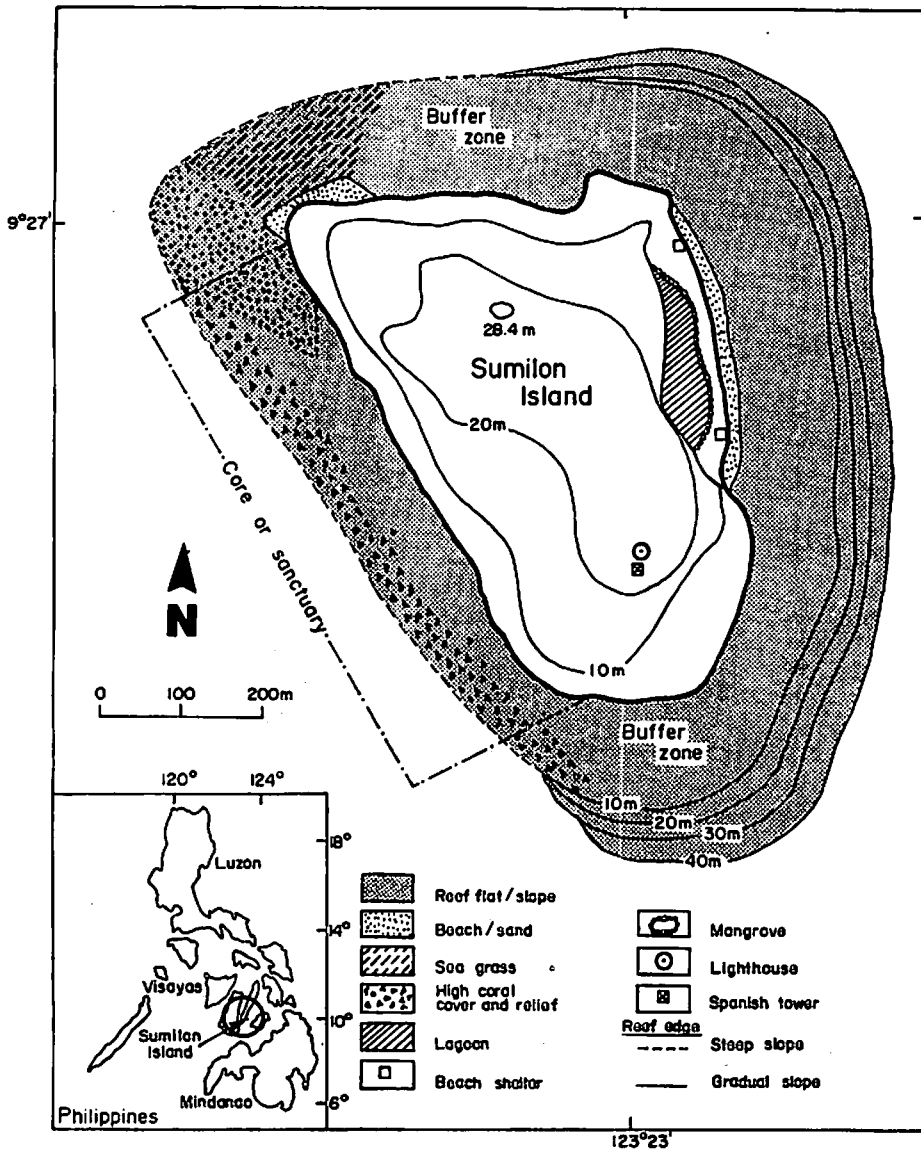 Buffer
zone
9°27'
28.4 m
Sumilon
Island
20m
Core or sanctuary
N
10m
0 100 200m
Buffer
zone
10m
20m
30m
40m
120° 124°
18°
Luzon
14°
Visayas
10°
Sumilon
Island
Mindanao
6°
Philippines
Reef flat/slope
Beach/sand
Sea grass
High coral
cover and relief
Lagoon
Beach shelter
Mangrove
Lighthouse
Spanish tower
Reef edge
Steep slope
Gradual slope
123°23'